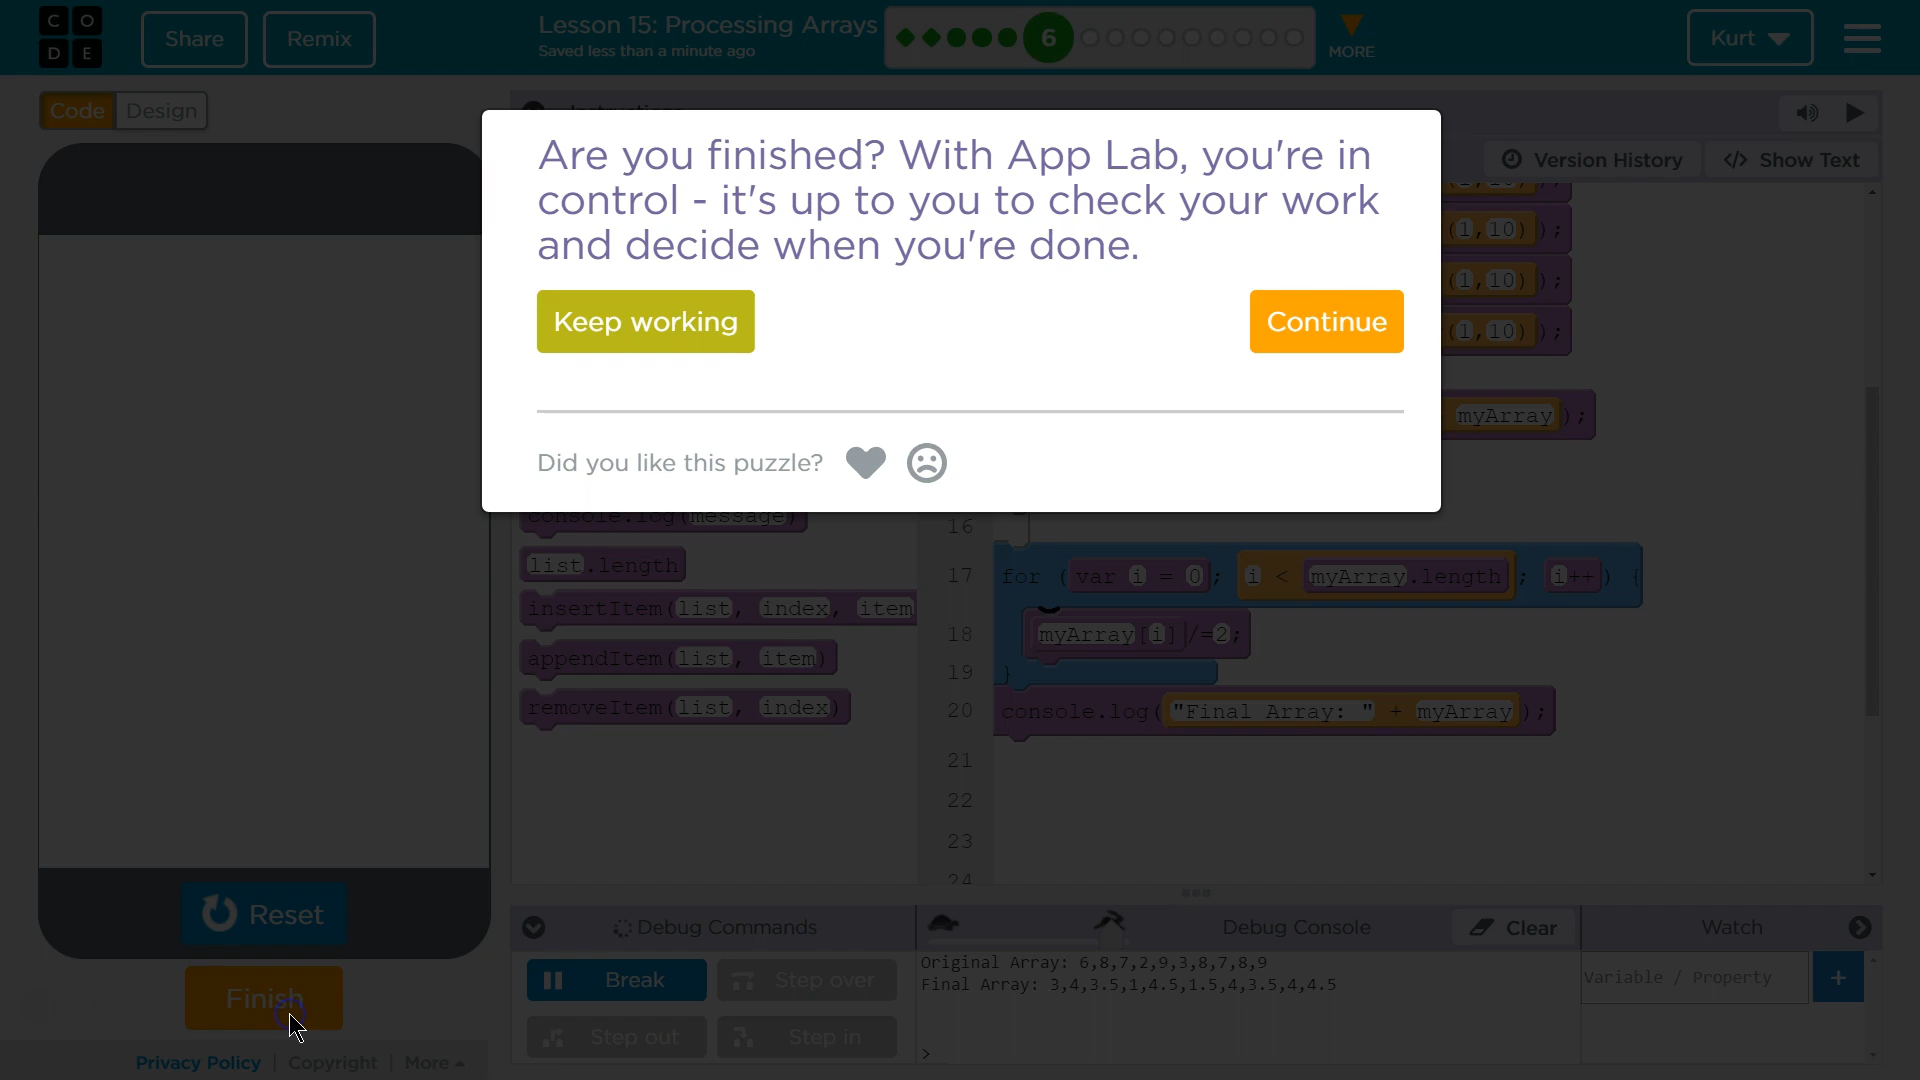 C O
D E
Share
Remix
Lesson 15: Processing Arrays
Saved less than a minute ago
6
MORE
Kurt
Code
Design
Instructions
Version History
</> Show Text
Are you finished? With App Lab, you're in
control - it's up to you to check your work
and decide when you're done.
Keep working
Continue
Did you like this puzzle?
(1,10));
(1,10));
(1,10));
(1,10));
myArray);
console.log(message)
list.length
insertItem(list, index, item
appendItem(list, item)
removeItem(list, index)
16
17 for (var i = 0; i < myArray.length; i++) {
18 myArray[i]/=2;
19 }
20 console.log("Final Array: " + myArray);
21
22
23
24
Reset
Finish
Privacy Policy | Copyright | More
Debug Commands
Break
Step over
Step out
Step in
Debug Console
Clear
Original Array: 6,8,7,2,9,3,8,7,8,9
Final Array: 3,4,3.5,1,4.5,1.5,4,3.5,4,4.5
>
Watch
Variable / Property
+